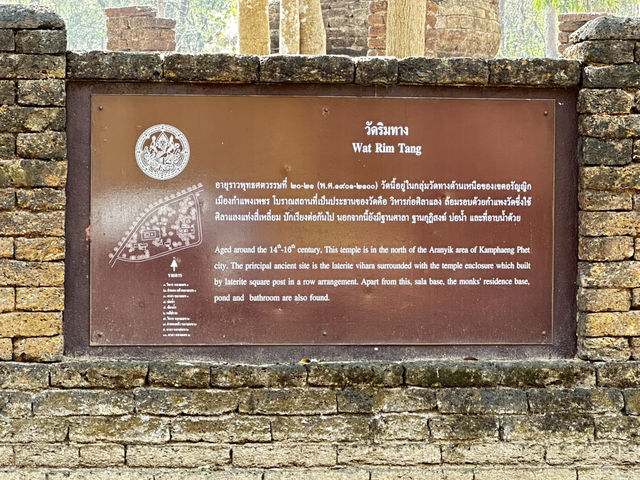 วัดริมทาง
Wat Rim Tang
อายุราวพุทธศตวรรษที่ ๒๐-๒๑ (พ.ศ.๑๙๐๑-๒๑๐๐) วัดนี้อยู่ในกลุ่มวัดทางด้านเหนือของเขตอรัญญิก
เมืองกำแพงเพชร โบราณสถานที่เป็นประธานของวัดคือ วิหารก่อศิลาแลง ล้อมรอบด้วยกำแพงวัดซึ่งใช้
ศิลาแลงแท่งสี่เหลี่ยม ปักเรียงต่อกันไป นอกจากนี้ยังมีฐานศาลา ฐานกุฏิสงฆ์ บ่อน้ำ และที่อาบน้ำด้วย
Aged around the 14th-16th century, This temple is in the north of the Aranyik area of Kamphaeng Phet
city. The principal ancient site is the laterite vihara surrounded with the temple enclosure which built
by laterite square post in a row arrangement. Apart from this, sala base, the monks' residence base,
pond and bathroom are also found.
รายการ